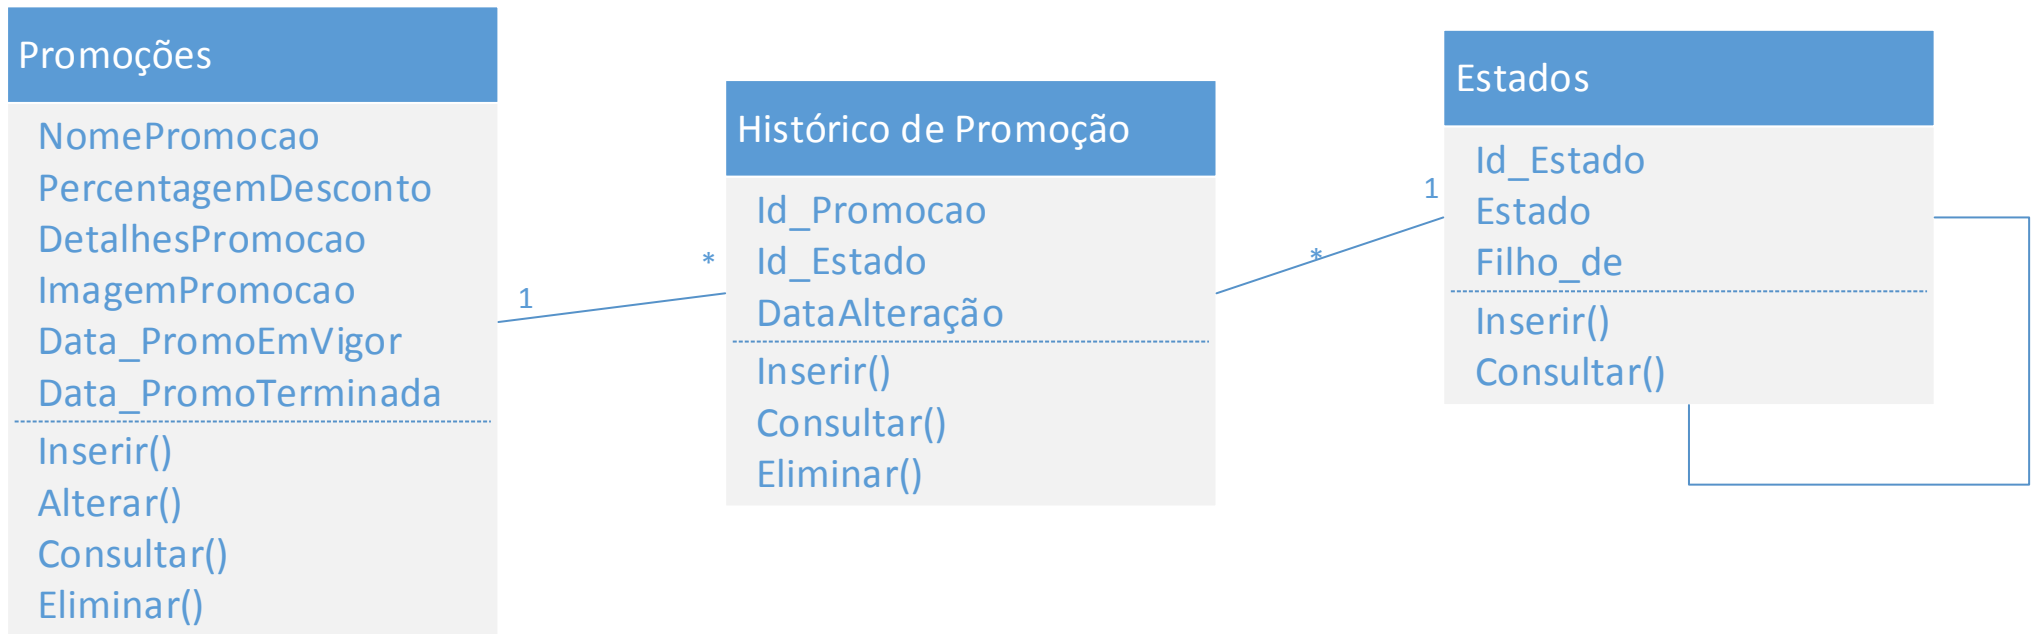 Promoções
NomePromocao
PercentagemDesconto
DetalhesPromocao
ImagemPromocao
Data_PromoEmVigor
Data_PromoTerminada
Inserir()
Alterar()
Consultar()
Eliminar()
1
*
Histórico de Promoção
Id_Promocao
Id_Estado
DataAlteração
Inserir()
Consultar()
Eliminar()
*
1
Estados
Id_Estado
Estado
Filho_de
Inserir()
Consultar()